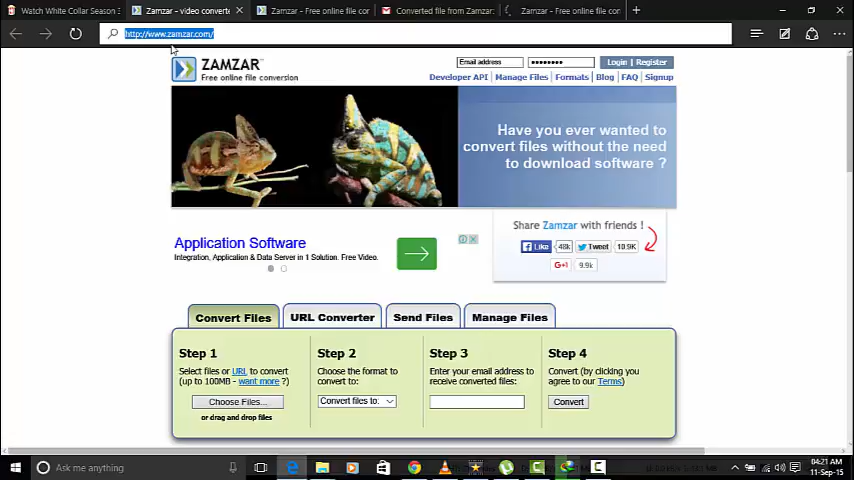 Watch White Collar Season
Zamzar - video converte
Zamzar - Free online file cor
Converted file from Zamzar:
Zamzar - Free online file cor
http://www.zamzar.com/
ZAMZAR
Free online file conversion
Email address
Login | Register
Developer API | Manage Files | Formats | Blog | FAQ | Signup
Have you ever wanted to
convert files without the need
to download software ?
Application Software
Integration, Application & Data Server in 1 Solution. Free Video.
Share Zamzar with friends !
Like 48k Tweet 10.9K
G+1 9.9k
Convert Files
URL Converter
Send Files
Manage Files
Step 1
Select files or URL to convert
(up to 100MB - want more ?)
Choose Files...
or drag and drop files
Step 2
Choose the format
to convert to:
Convert files to:
Step 3
Enter your email address to
receive converted files:
Step 4
Convert (by clicking you
agree to our Terms)
Convert
Ask me anything
04:21 AM
11-Sep-15